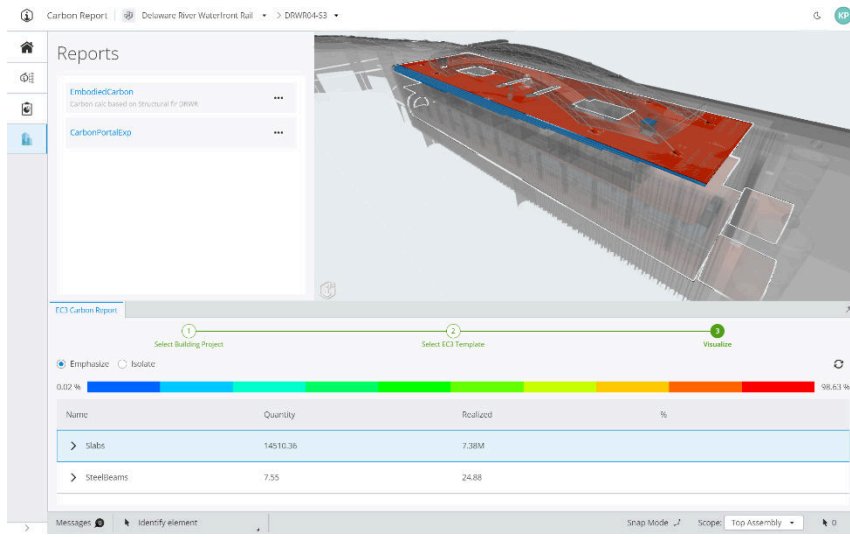 Carbon Report
Delaware River Waterfront Rail
> DRWR04-S3
KP
Reports
EmbodiedCarbon
Carbon calc based on Structural for DRWR
CarbonPortalExp
EC3 Carbon Report
1
2
3
Select Building Project
Select EC3 Template
Visualize
Emphasize
Isolate
0.02 %
98.63 %
Name
Quantity
Realized
%
Slabs
14510.36
7.38M
SteelBeams
7.55
24.88
Messages
Identify element
Snap Mode
Scope:
Top Assembly
0